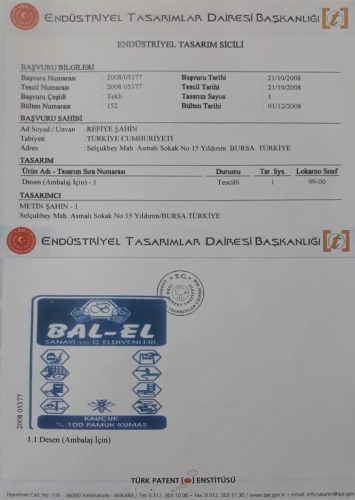 ENDÜSTRİYEL TASARIMLAR DAİRESİ BAŞKANLIĞI
ENDÜSTRİYEL TASARIM SİCİLİ
BAŞVURU BİLGİLERİ
Başvuru Numarası : 2008/05377 Başvuru Tarihi : 21/10/2008
Tescil Numarası : 2008 05377 Tescil Tarihi : 21/10/2008
Başvuru Çeşidi : Tekli Tasarım Sayısı : 1
Bülten Numarası : 152 Bülten Tarihi : 01/12/2008
BAŞVURU SAHİBİ
Ad Soyad / Unvan : REFİYE ŞAHİN
Tabiyeti : TÜRKİYE CUMHURİYETİ
Adres : Selçukbey Mah. Asmalı Sokak No:15 Yıldırım BURSA TÜRKİYE
TASARIM
Ürün Adı - Tasarım Sıra Numarası Durumu Tsr. Sys. Lokarno Sınıf
Desen (Ambalaj İçin) - 1 Tescilli 1 99-00
TASARIMCI
METİN ŞAHİN - 1
Selçukbey Mah. Asmalı Sokak No:15 Yıldırım/BURSA TÜRKİYE
ENDÜSTRİYEL TASARIMLAR DAİRESİ BAŞKANLIĞI
BAL-EL
SANAYİ VE İŞ ELDİVENLERİ
KAUÇUK
% 100 PAMUK KUMAŞ
2008 05377
1.1 Desen (Ambalaj İçin)
TÜRK PATENT ENSTİTÜSÜ